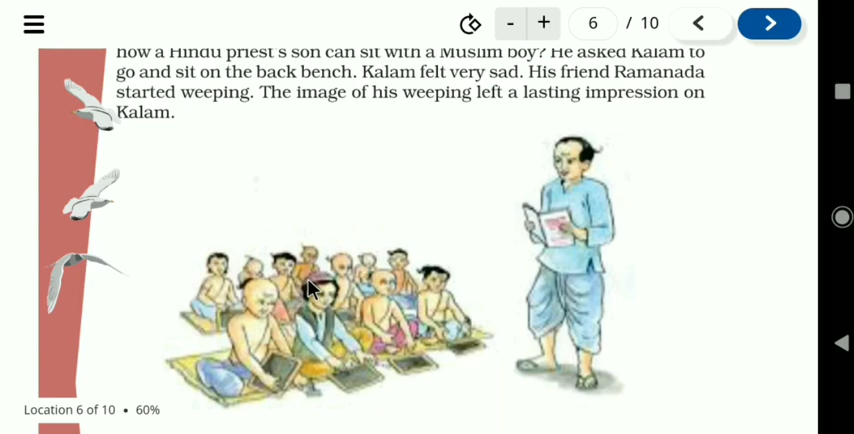 - + 6 / 10
how a Hindu priest's son can sit with a Muslim boy? He asked Kalam to
go and sit on the back bench. Kalam felt very sad. His friend Ramanada
started weeping. The image of his weeping left a lasting impression on
Kalam.
Location 6 of 10 • 60%